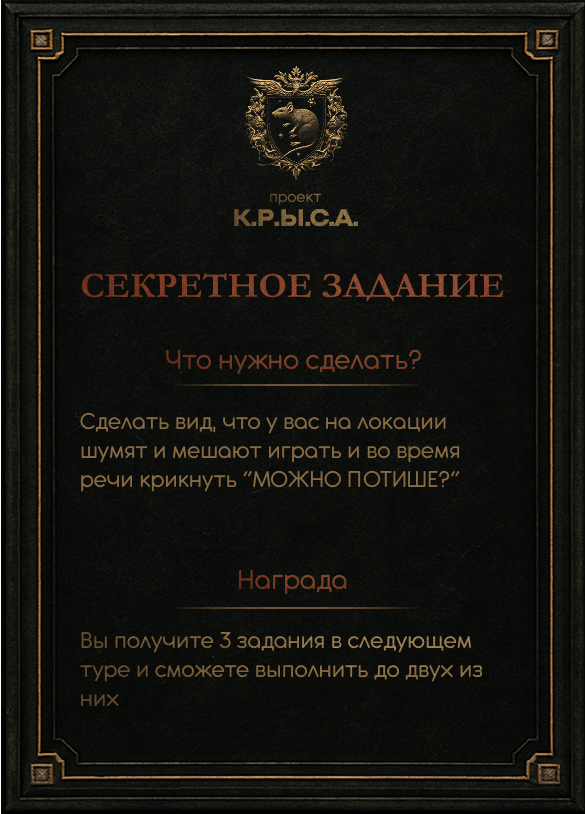 проект
К.Р.Ы.С.А.
СЕКРЕТНОЕ ЗАДАНИЕ
Что нужно сделать?
Сделать вид, что у вас на локации
шумят и мешают играть и во время
речи крикнуть "МОЖНО ПОТИШЕ?"
Награда
Вы получите 3 задания в следующем
туре и сможете выполнить до двух из
них